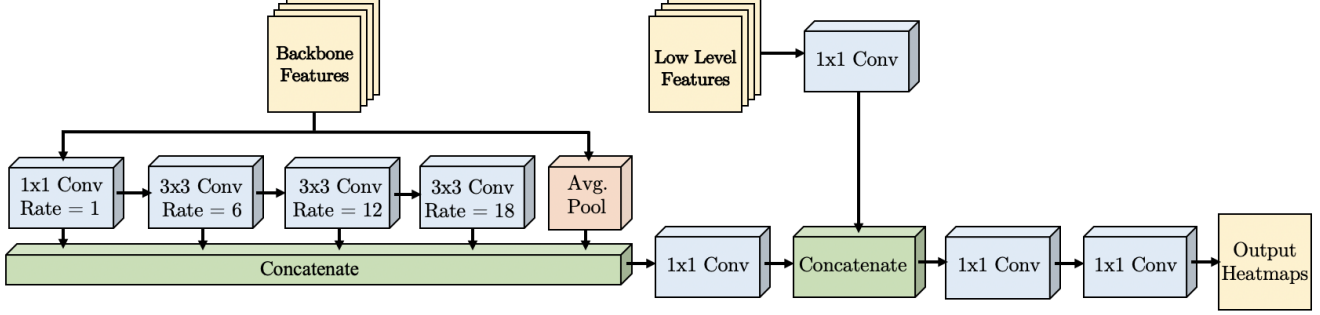 Backbone
Features
Low Level
Features
1x1 Conv
1x1 Conv
Rate = 1
3x3 Conv
Rate = 6
3x3 Conv
Rate = 12
3x3 Conv
Rate = 18
Avg.
Pool
Concatenate
1x1 Conv
Concatenate
1x1 Conv
1x1 Conv
Output
Heatmaps